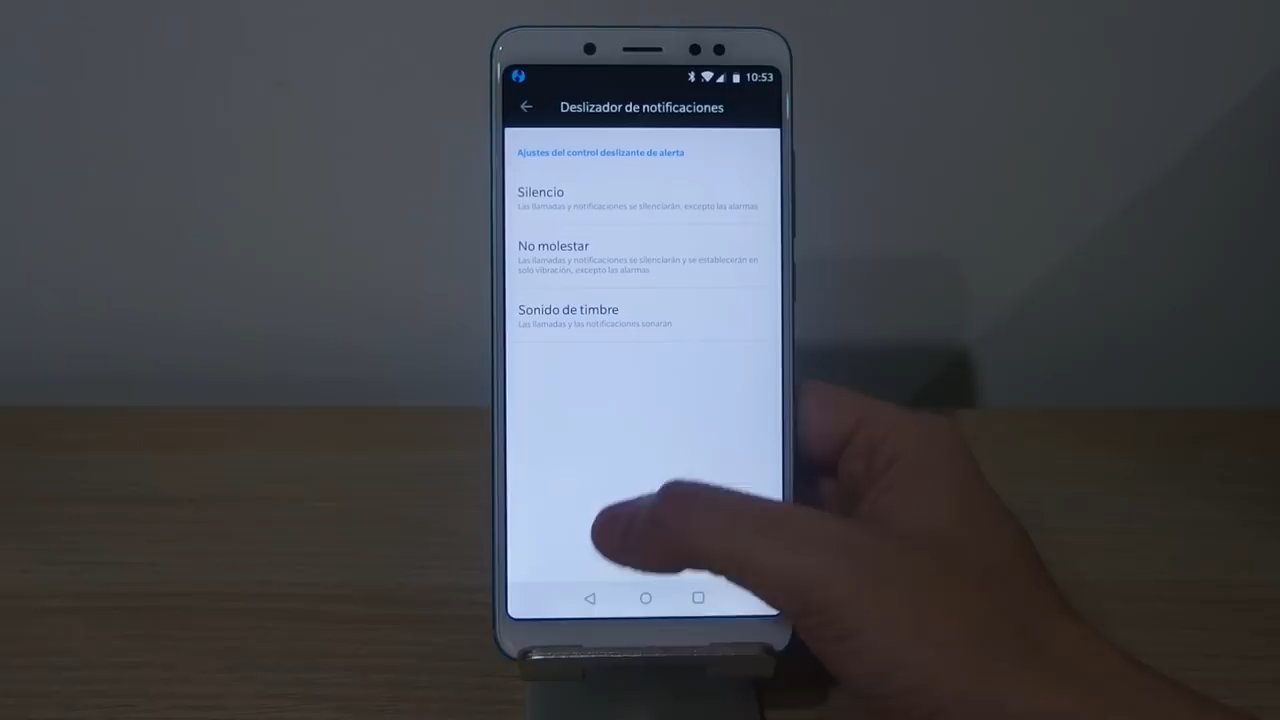 10:53
Deslizador de notificaciones
Ajustes del control deslizante de alerta
Silencio
Las llamadas y notificaciones se silenciarán, excepto las alarmas
No molestar
Las llamadas y notificaciones se silenciarán y se establecerán en
solo vibración, excepto las alarmas
Sonido de timbre
Las llamadas y las notificaciones sonarán